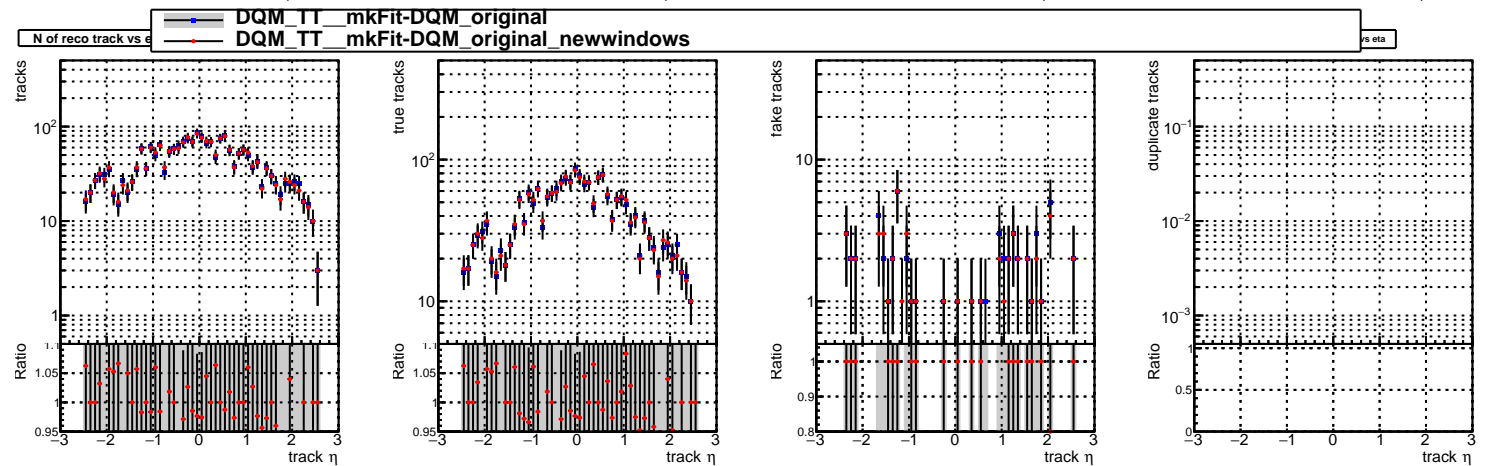 DQM_TT__mkFit-DQM_original
DQM_TT__mkFit-DQM_original_newwindows
N of reco track vs e
vs eta
tracks
10²
10
1
Ratio
1.1
1.05
1
0.95
−3 −2 −1 0 1 2 3
track η
true tracks
10²
10
Ratio
1.1
1.05
1
0.95
−3 −2 −1 0 1 2 3
track η
fake tracks
10
1
Ratio
1
0.9
0.8
−3 −2 −1 0 1 2 3
track η
duplicate tracks
10⁻¹
10⁻²
10⁻³
Ratio
1
0.5
0
−3 −2 −1 0 1 2 3
track η